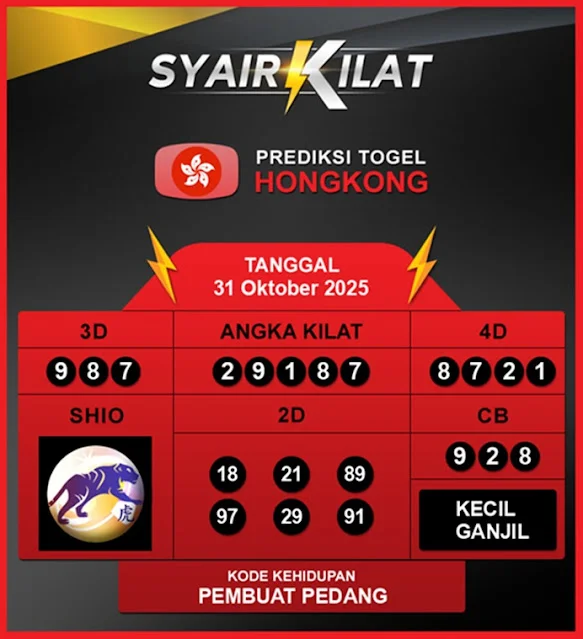 SYAIR KILAT
PREDIKSI TOGEL
HONGKONG
TANGGAL
31 Oktober 2025
3D
ANGKA KILAT
4D
9 8 7
2 9 1 8 7
8 7 2 1
SHIO
2D
CB
虎
18 21 89
97 29 91
9 2 8
KECIL
GANJIL
KODE KEHIDUPAN
PEMBUAT PEDANG